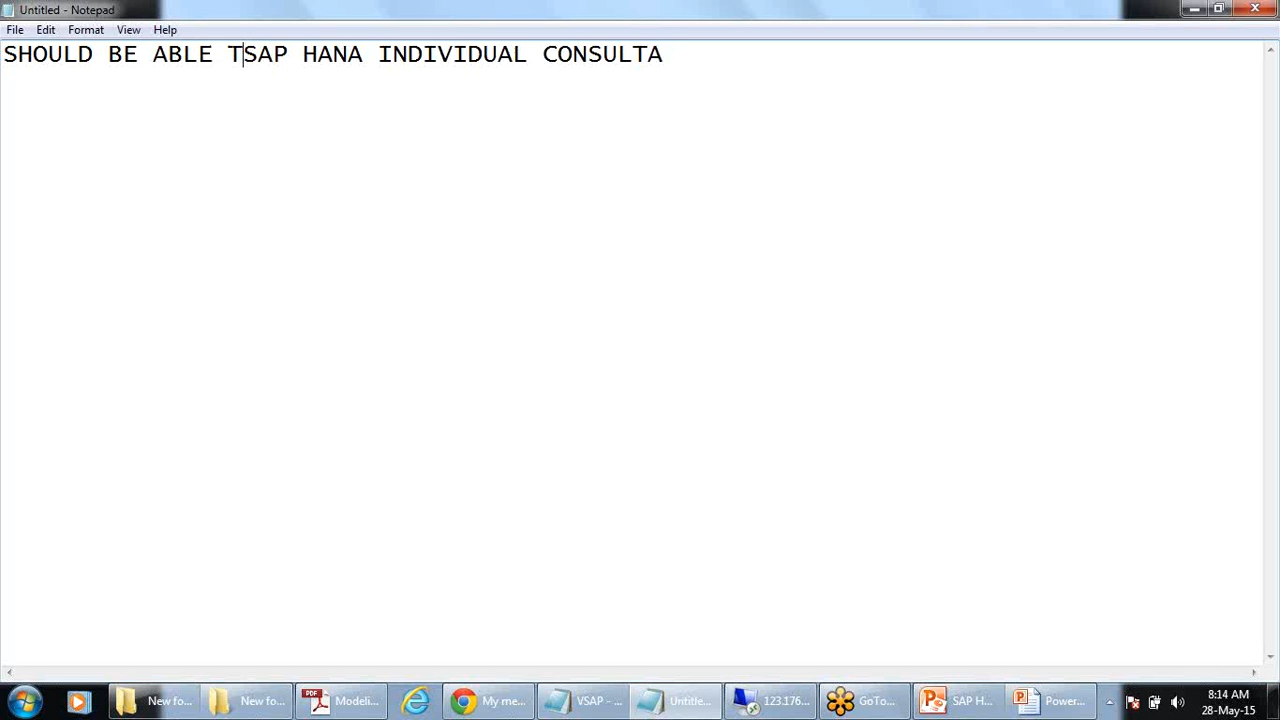 Untitled - Notepad
File Edit Format View Help
SHOULD BE ABLE TSAP HANA INDIVIDUAL CONSULTA
New fo... New fo... Modeli... My me... VSAP - ... Untitle... 123.176... GoTo... SAP H... Power... 8:14 AM
28-May-15